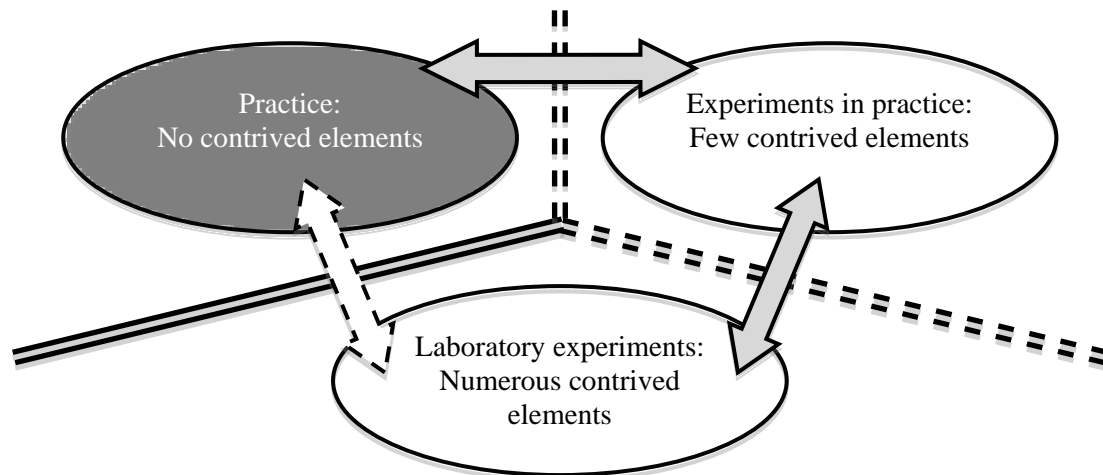 Practice:
No contrived elements
Experiments in practice:
Few contrived elements
Laboratory experiments:
Numerous contrived
elements